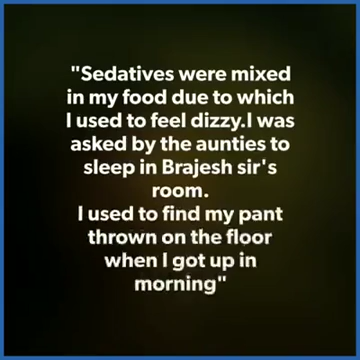 "Sedatives were mixed
in my food due to which
I used to feel dizzy.I was
asked by the aunties to
sleep in Brajesh sir's
room.
I used to find my pant
thrown on the floor
when I got up in
morning"